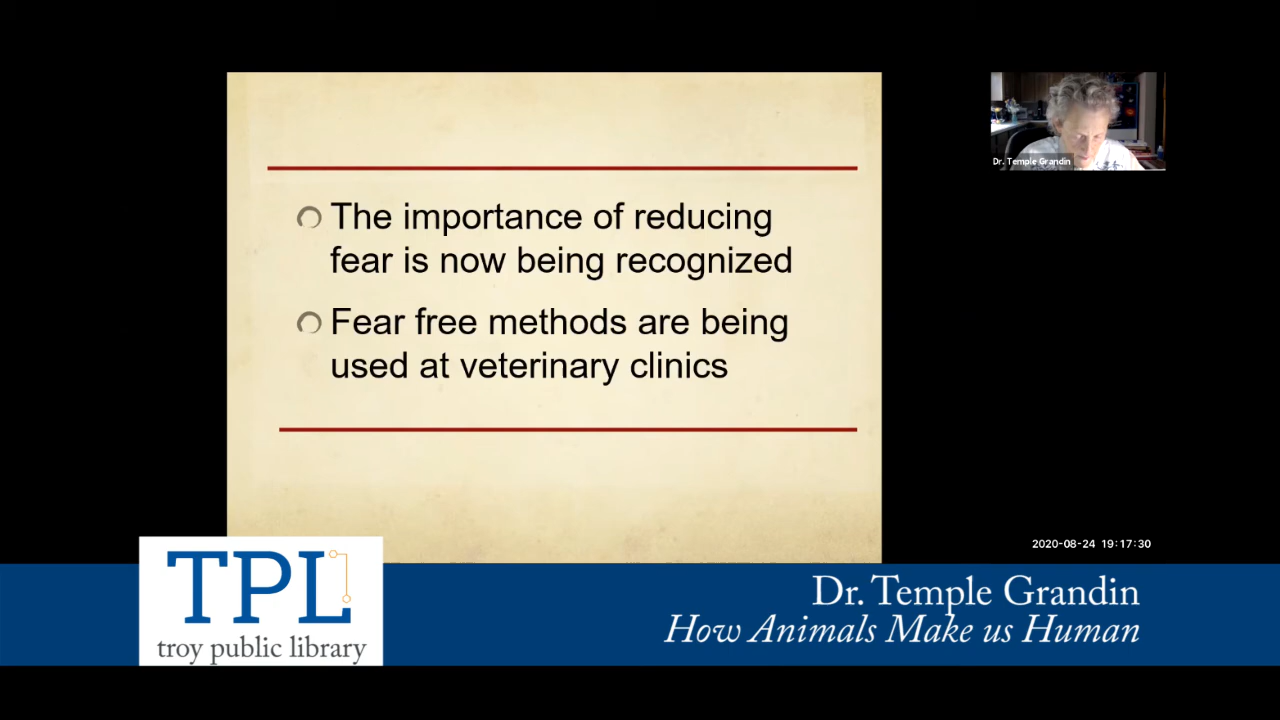 Dr. Temple Grandin
The importance of reducing
fear is now being recognized
Fear free methods are being
used at veterinary clinics
2020-08-24 19:17:30
TPL
troy public library
Dr. Temple Grandin
How Animals Make us Human